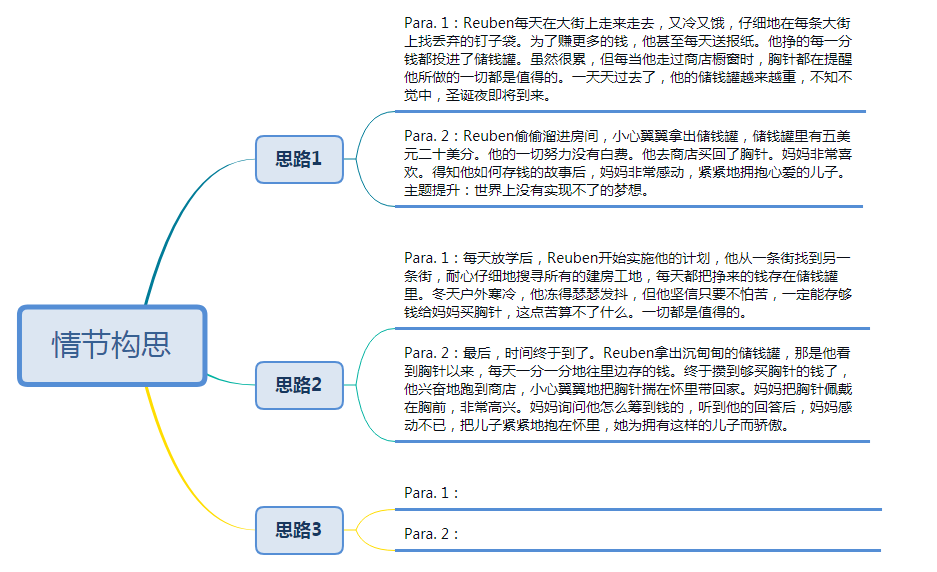 情节构思
思路1
Para. 1：Reuben每天在大街上走来走去，又冷又饿，仔细地在每条大街
上找丢弃的钉子袋。为了赚更多的钱，他甚至每天送报纸。他挣的每一分
钱都投进了储钱罐。虽然很累，但每当他走过商店橱窗时，胸针都在提醒
他所做的一切都是值得的。一天天过去了，他的储钱罐越来越重，不知不
觉中，圣诞夜即将到来。
Para. 2：Reuben偷偷溜进房间，小心翼翼拿出储钱罐，储钱罐里有五美
元二十美分。他的一切努力没有白费。他去商店买回了胸针。妈妈非常喜
欢。得知他如何存钱的故事后，妈妈非常感动，紧紧地拥抱心爱的儿子。
主题提升：世界上没有实现不了的梦想。
思路2
Para. 1：每天放学后，Reuben开始实施他的计划，他从一条街找到另一
条街，耐心仔细地搜寻所有的建房工地，每天都把挣来的钱存在储钱罐
里。冬天户外寒冷，他冻得瑟瑟发抖，但他坚信只要不怕苦，一定能存够
钱给妈妈买胸针，这点苦算不了什么。一切都是值得的。
Para. 2：最后，时间终于到了。Reuben拿出沉甸甸的储钱罐，那是他看
到胸针以来，每天一分一分地往里边存的钱。终于攒到够买胸针的钱了，
他兴奋地跑到商店，小心翼翼地把胸针揣在怀里带回家。妈妈把胸针佩戴
在胸前，非常高兴。妈妈询问他怎么筹到钱的，听到他的回答后，妈妈感
动不已，把儿子紧紧地抱在怀里，她为拥有这样的儿子而骄傲。
思路3
Para. 1：
Para. 2：